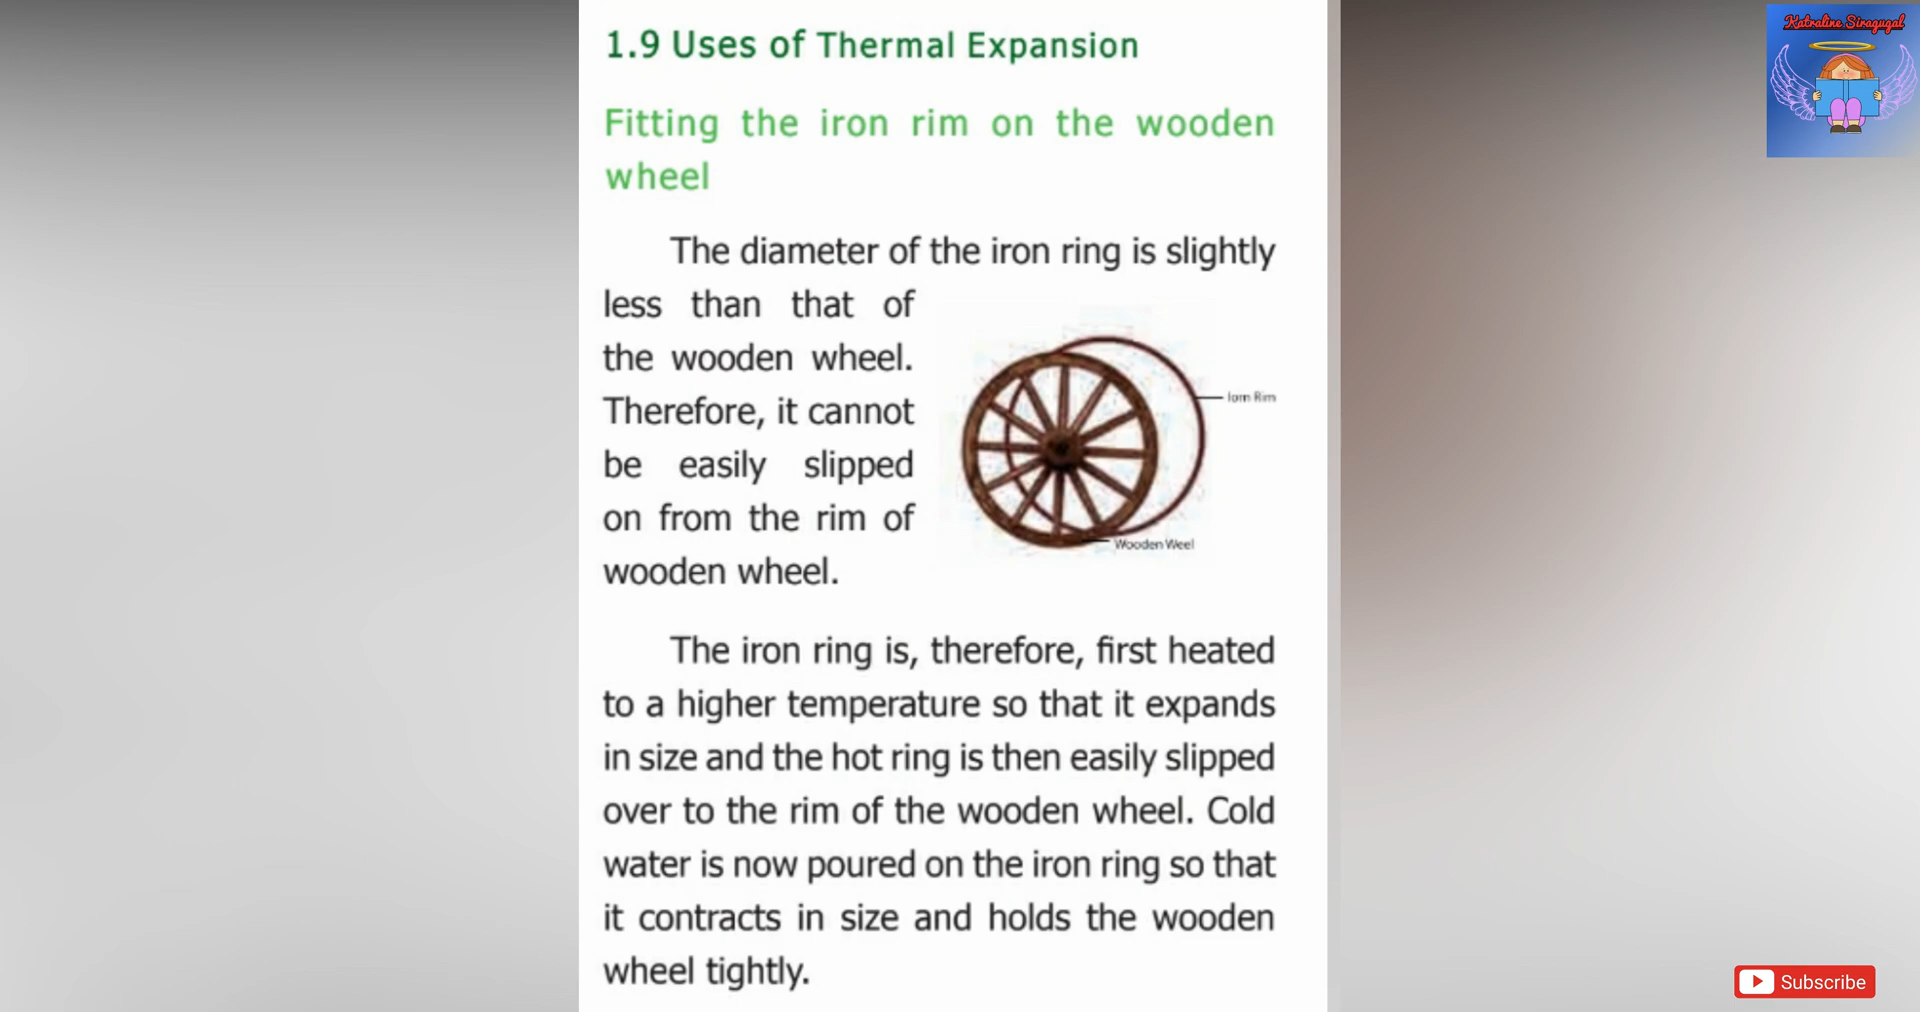 1.9 Uses of Thermal Expansion
Fitting the iron rim on the wooden
wheel
The diameter of the iron ring is slightly
less than that of
the wooden wheel.
Therefore, it cannot
be easily slipped
on from the rim of
wooden wheel.
Iorn Rim
Wooden Weel
The iron ring is, therefore, first heated
to a higher temperature so that it expands
in size and the hot ring is then easily slipped
over to the rim of the wooden wheel. Cold
water is now poured on the iron ring so that
it contracts in size and holds the wooden
wheel tightly.
Katraline Siragugal
Subscribe